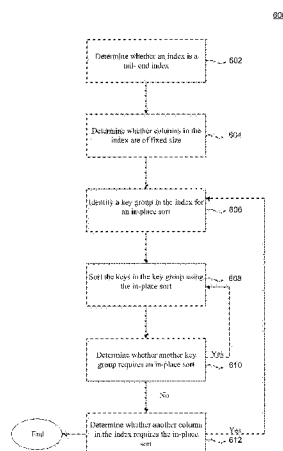 60
Determine whether an index is a
end index
602
Determine whether columns in the
index are of fixed size
604
Identify a key group in the index for
an in-place sort
606
Sort the keys in the key group using
the in-place sort
608
Determine whether another key
group requires an in-place sort
Yes
610
No
Determine whether another column
in the index requires the in-place
sort
Yes
612
End